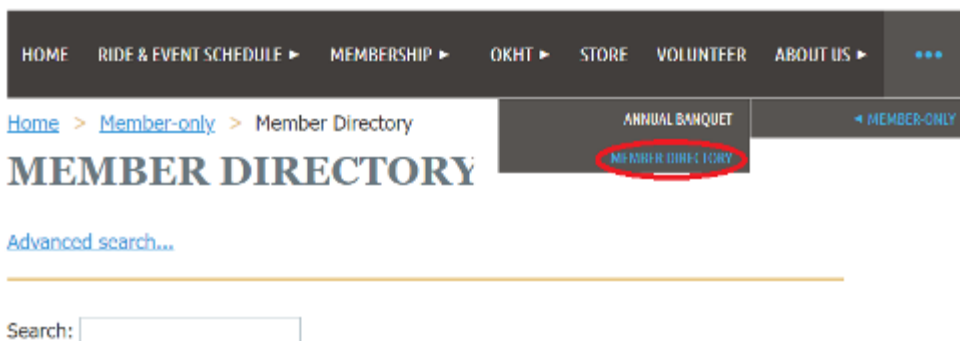 HOME RIDE & EVENT SCHEDULE ► MEMBERSHIP ► OKHT ► STORE VOLUNTEER ABOUT US ► •••
Home > Member-only > Member Directory
ANNUAL BANQUET ◄ MEMBER-ONLY
MEMBER DIRECTORY
MEMBER DIRECTORY
Advanced search...
Search: